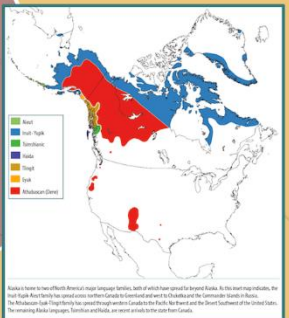 Aleut
Inuit - Yupik
Tsimshianic
Haida
Tlingit
Eyak
Athabascan (Dene)
Alaska is home to two of North America's major language families, both of which have spread far beyond Alaska. As this inset map indicates, the
Inuit-Yupik-Aleut family has spread across northern Canada to Greenland and west to Chukotka and the Commander Islands in Russia.
The Athabascan-Eyak-Tlingit family has spread through western Canada to the Pacific Northwest and the Desert Southwest of the United States.
The remaining Alaska languages, Tsimshian and Haida, are recent arrivals to the state from Canada.